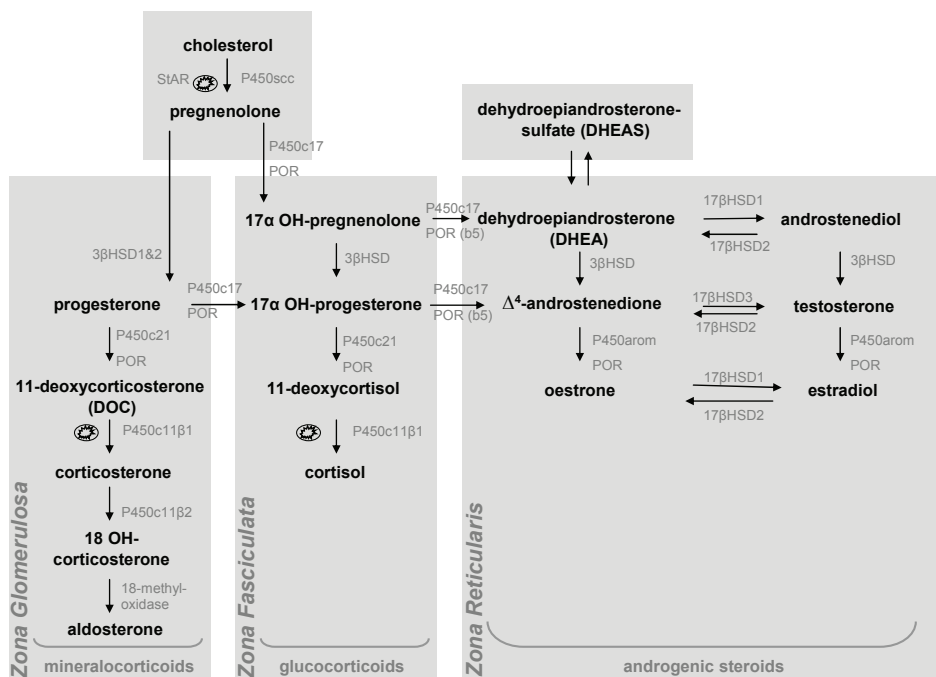 cholesterol
StAR
P450scc
pregnenolone
P450c17
POR
dehydroepiandrosterone-
sulfate (DHEAS)
3βHSD1&2
17α OH-pregnenolone
P450c17
POR (b5)
dehydroepiandrosterone
(DHEA)
17βHSD1
17βHSD2
androstenediol
3βHSD
3βHSD
3βHSD
progesterone
P450c17
POR
17α OH-progesterone
P450c17
POR (b5)
Δ⁴-androstenedione
17βHSD3
17βHSD2
testosterone
P450c21
POR
P450c21
POR
P450arom
POR
P450arom
POR
11-deoxycorticosterone
(DOC)
11-deoxycortisol
oestrone
17βHSD1
17βHSD2
estradiol
P450c11β1
P450c11β1
corticosterone
cortisol
P450c11β2
18 OH-
corticosterone
18-methyl-
oxidase
aldosterone
Zona Glomerulosa
Zona Fasciculata
Zona Reticularis
mineralocorticoids
glucocorticoids
androgenic steroids